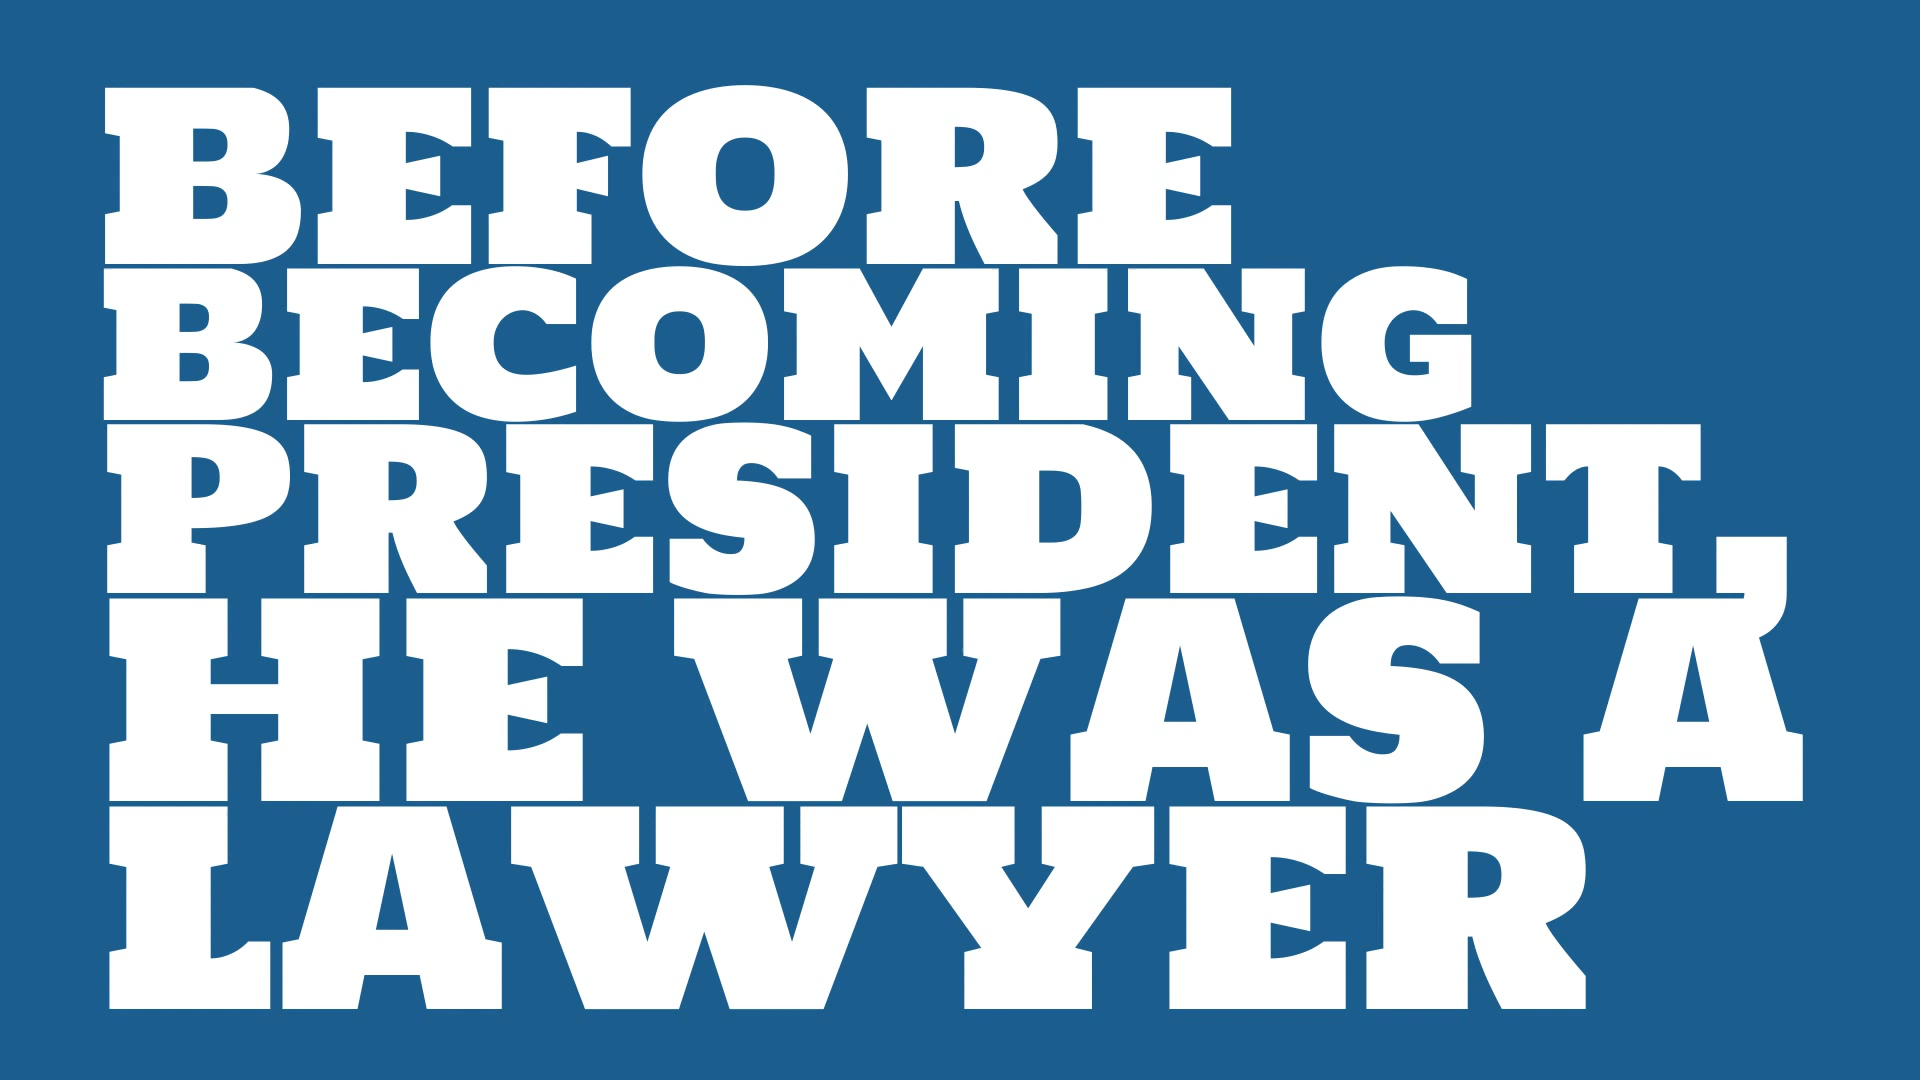 BEFORE
BECOMING
PRESIDENT,
HE WAS A
LAWYER